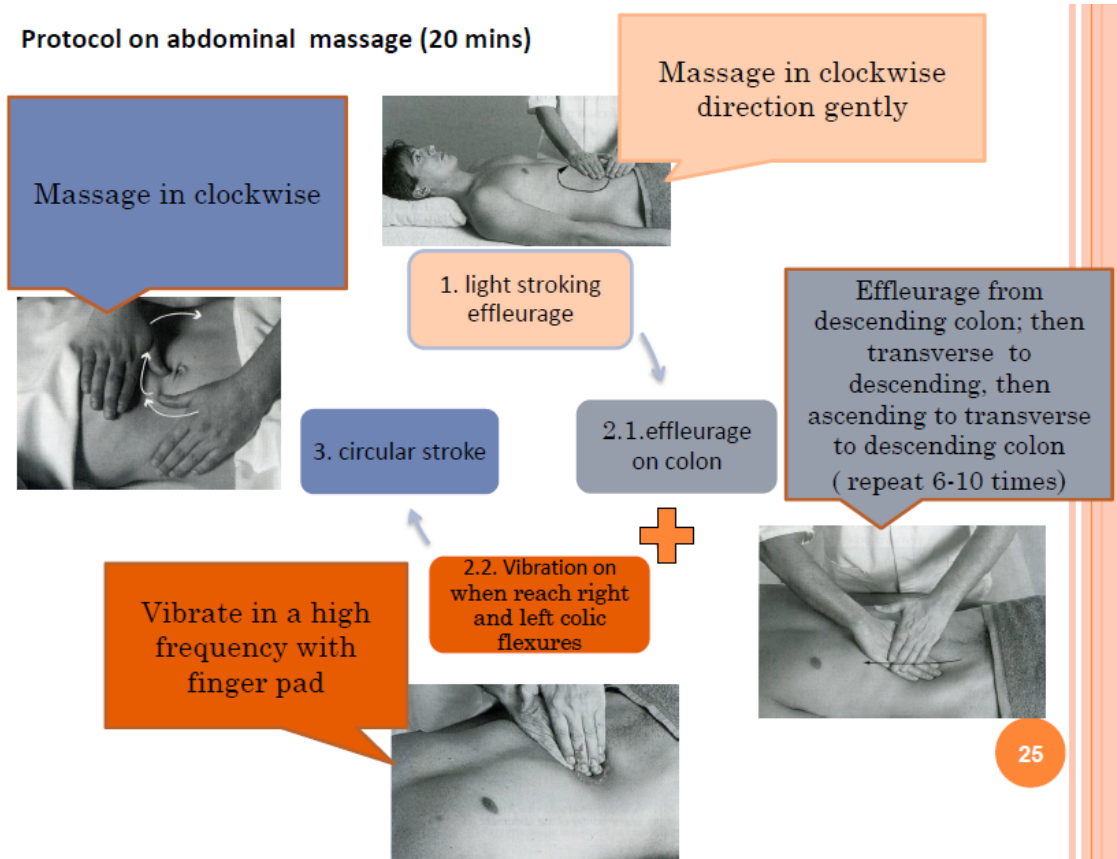 Protocol on abdominal massage (20 mins)
Massage in clockwise
direction gently
Massage in clockwise
1. light stroking
effleurage
Effleurage from
descending colon; then
transverse to
descending, then
ascending to transverse
to descending colon
( repeat 6-10 times)
2.1.effleurage
on colon
3. circular stroke
2.2. Vibration on
when reach right
and left colic
flexures
Vibrate in a high
frequency with
finger pad
25